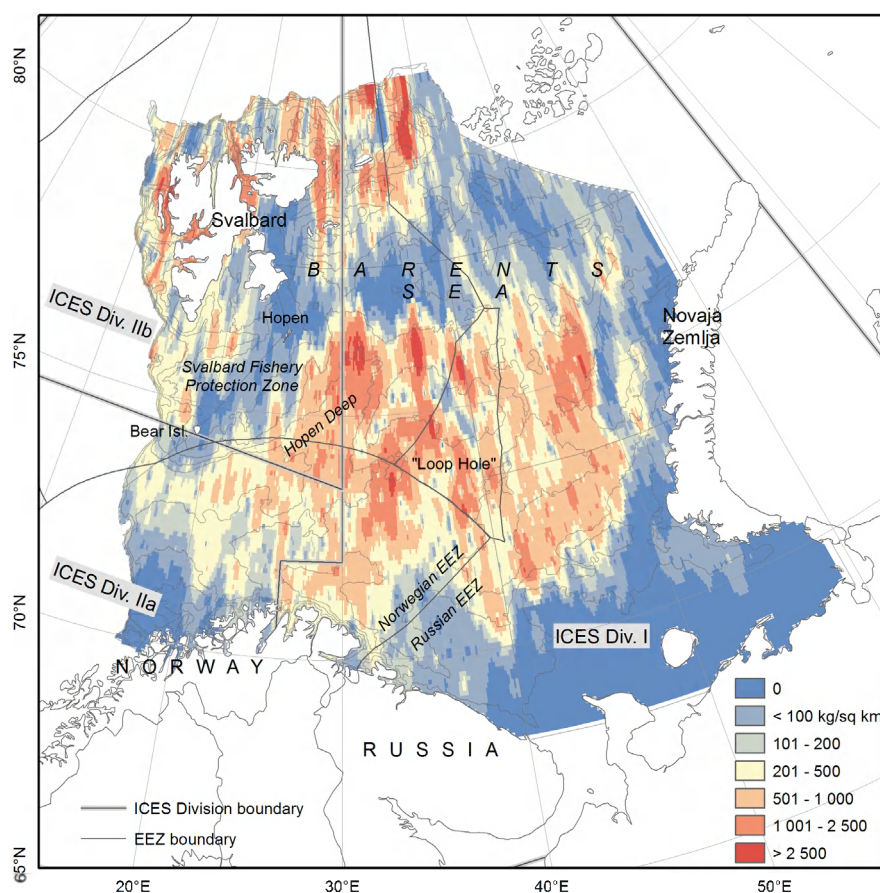 80°N
Svalbard
B A R E N T S
S E A
ICES Div. IIb
Hopen
Novaja
Zemlja
75°N
Svalbard Fishery
Protection Zone
Hopen Deep
Bear Isl.
"Loop Hole"
ICES Div. IIa
Norwegian EEZ
Russian EEZ
70°N
ICES Div. I
N O R W A Y
R U S S I A
0
< 100 kg/sq km
101 - 200
201 - 500
501 - 1 000
1 001 - 2 500
> 2 500
ICES Division boundary
EEZ boundary
65°N
20°E
30°E
40°E
50°E